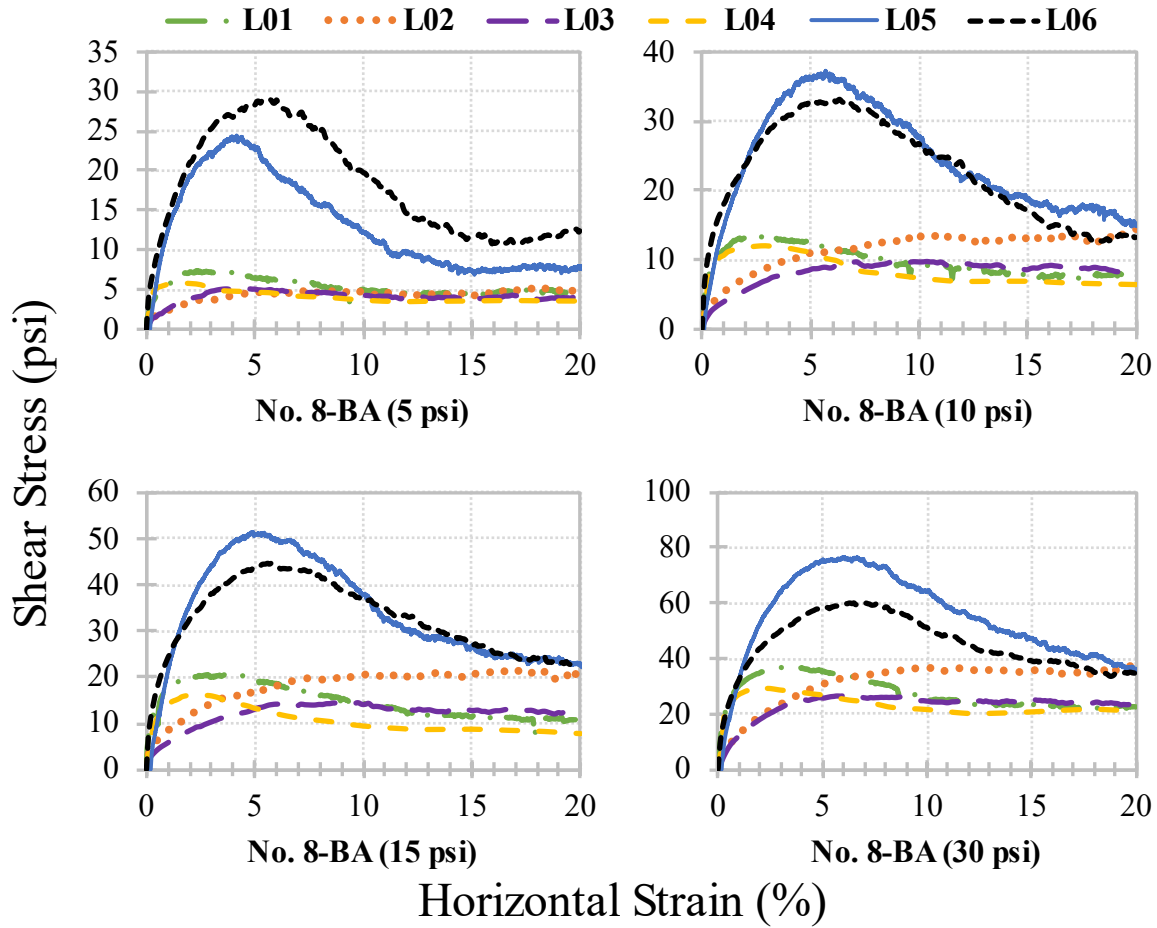 L01 L02 L03 L04 L05 L06
Shear Stress (psi)
35
30
25
20
15
10
5
0
0 5 10 15 20
No. 8-BA (5 psi)
40
30
20
10
0
0 5 10 15 20
No. 8-BA (10 psi)
60
50
40
30
20
10
0
0 5 10 15 20
No. 8-BA (15 psi)
100
80
60
40
20
0
0 5 10 15 20
No. 8-BA (30 psi)
Horizontal Strain (%)